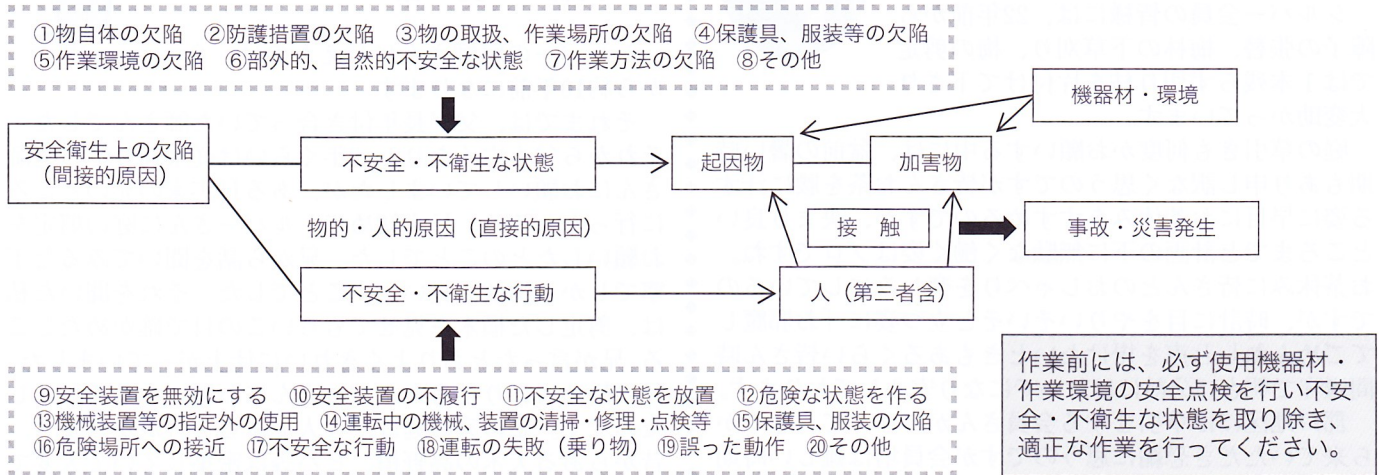 ①物自体の欠陥 ②防護措置の欠陥 ③物の取扱、作業場所の欠陥 ④保護具、服装等の欠陥
⑤作業環境の欠陥 ⑥部外的、自然的不安全な状態 ⑦作業方法の欠陥 ⑧その他
機器材・環境
安全衛生上の欠陥
（間接的原因）
不安全・不衛生な状態
起因物
加害物
物的・人的原因（直接的原因）
接 触
事故・災害発生
不安全・不衛生な行動
人（第三者含）
作業前には、必ず使用機器材・
作業環境の安全点検を行い不安
全・不衛生な状態を取り除き、
適正な作業を行ってください。
⑨安全装置を無効にする ⑩安全装置の不履行 ⑪不安全な状態を放置 ⑫危険な状態を作る
⑬機械装置等の指定外の使用 ⑭運転中の機械、装置の清掃・修理・点検等 ⑮保護具、服装の欠陥
⑯危険場所への接近 ⑰不安全な行動 ⑱運転の失敗（乗り物） ⑲誤った動作 ⑳その他